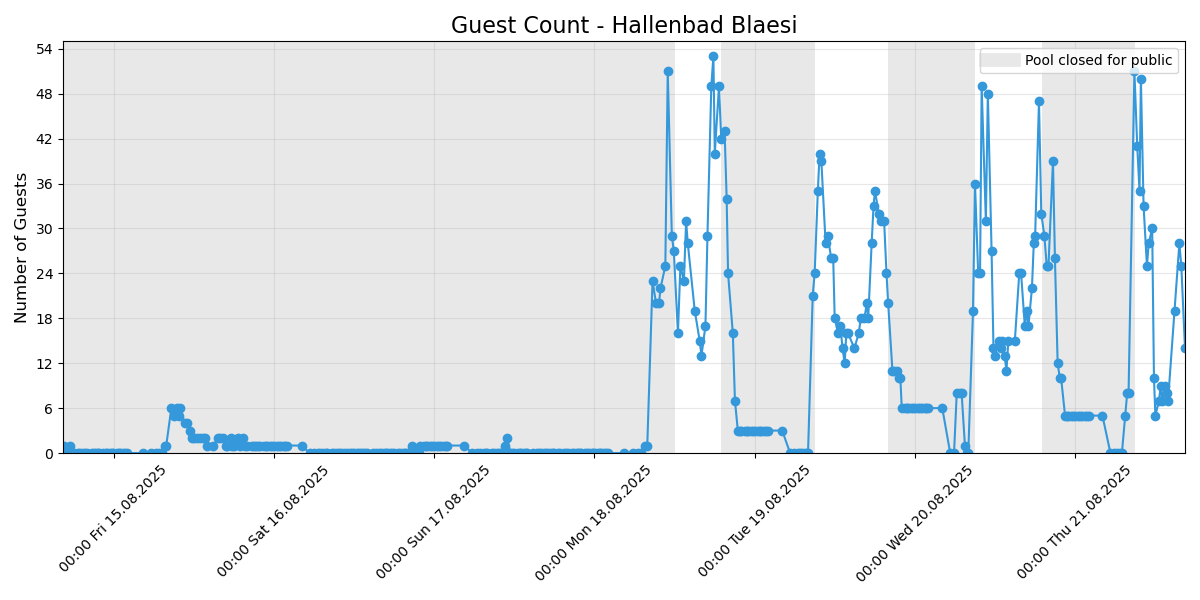 Guest Count - Hallenbad Blaesi
Pool closed for public
Number of Guests
54
48
42
36
30
24
18
12
6
0
00:00 Fri 15.08.2025
00:00 Sat 16.08.2025
00:00 Sun 17.08.2025
00:00 Mon 18.08.2025
00:00 Tue 19.08.2025
00:00 Wed 20.08.2025
00:00 Thu 21.08.2025